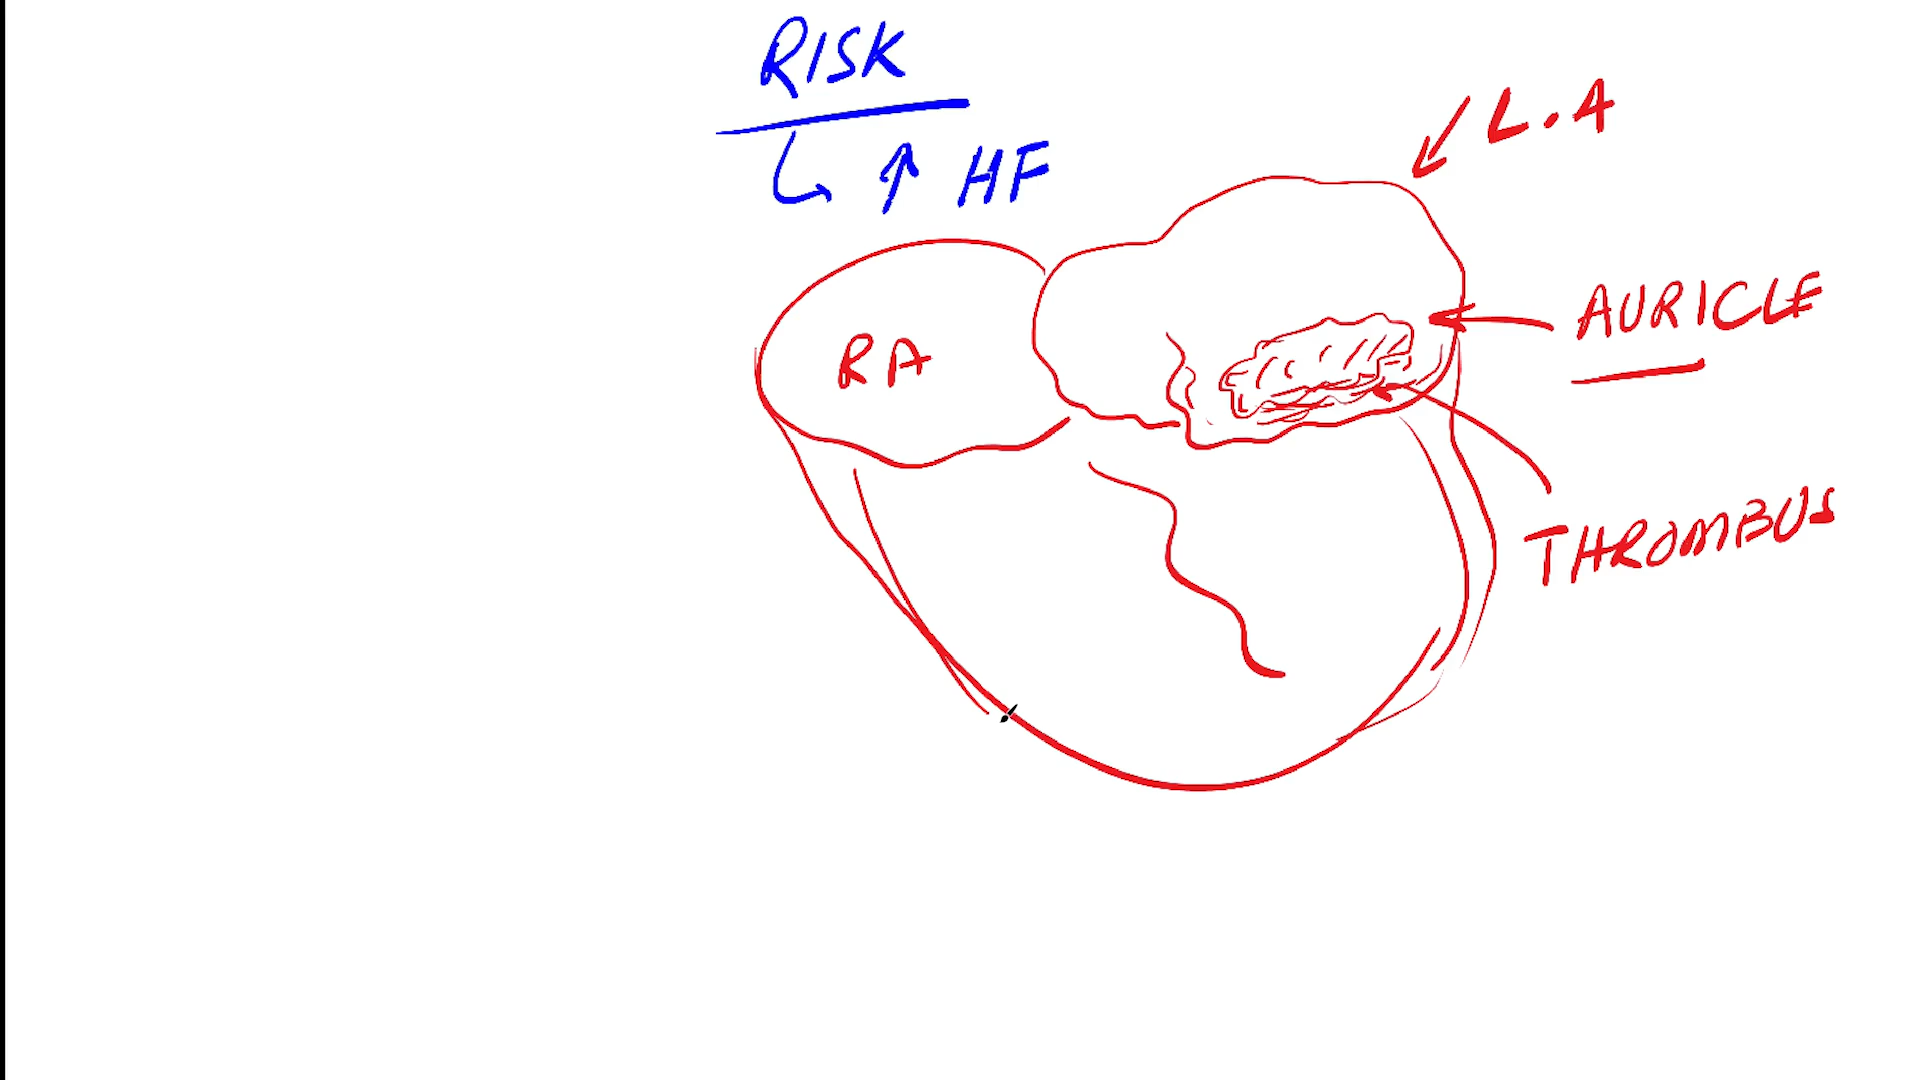 RISK
↑ HF
L.A
AURICLE
RA
THROMBUS